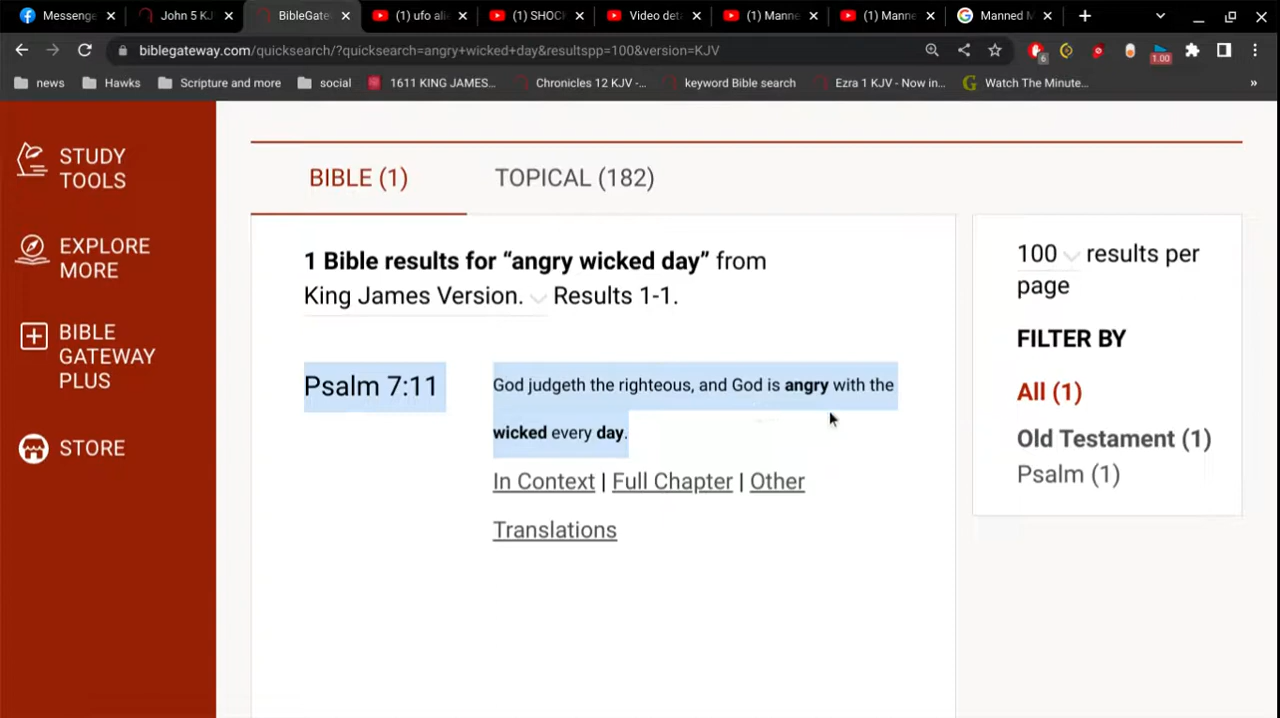 Messenge
John 5 KJ
BibleGate
(1) ufo ali
(1) SHOC
Video det
(1) Manne
(1) Manne
Manned M
biblegateway.com/quicksearch/?quicksearch=angry+wicked+day&resultspp=100&version=KJV
6
1.00
news
Hawks
Scripture and more
social
1611 KING JAMES...
Chronicles 12 KJV -...
keyword Bible search
Ezra 1 KJV - Now in...
Watch The Minute...
»
STUDY
TOOLS
EXPLORE
MORE
BIBLE
GATEWAY
PLUS
STORE
BIBLE (1)
TOPICAL (182)
1 Bible results for “angry wicked day” from
King James Version. Results 1-1.
Psalm 7:11
God judgeth the righteous, and God is angry with the
wicked every day.
In Context | Full Chapter | Other
Translations
100 results per
page
FILTER BY
All (1)
Old Testament (1)
Psalm (1)